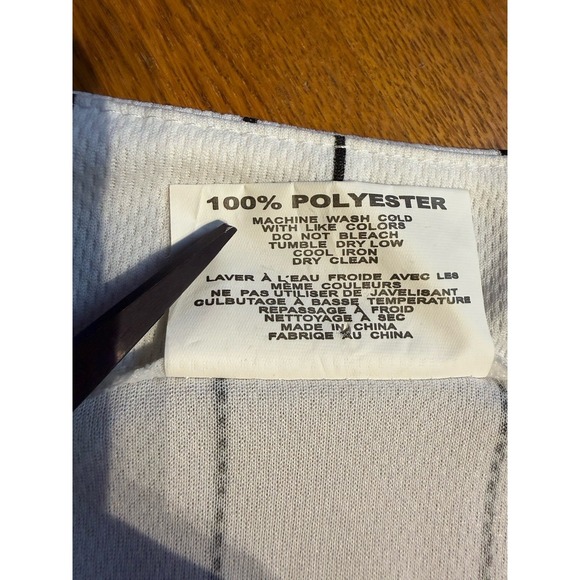 100% POLYESTER
MACHINE WASH COLD
WITH LIKE COLORS
DO NOT BLEACH
TUMBLE DRY LOW
COOL IRON
DRY CLEAN
LAVER À L'EAU FROIDE AVEC LES
MÊME COULEURS
NE PAS UTILISER DE JAVELISANT
CULBUTAGE À BASSE TEMPERATURE
REPASSAGE À FROID
NETTOYAGE À SEC
MADE IN CHINA
FABRIQE AU CHINA